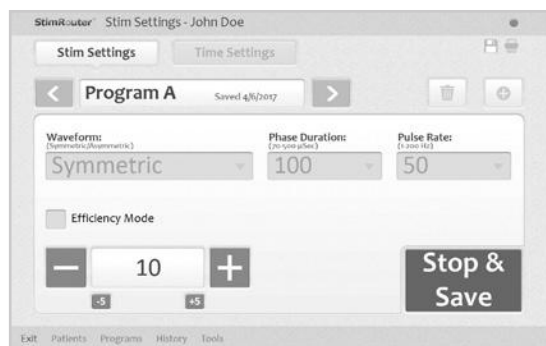 StimRouter Stim Settings - John Doe
Stim Settings Time Settings
Program A Saved 4/6/2017
Waveform: Phase Duration: Pulse Rate:
(Symmetric/Asymmetric) (70-500 µSec) (1-200 Hz)
Symmetric 100 50
Efficiency Mode
10
-5 +5
Stop &
Save
Exit Patients Programs History Tools